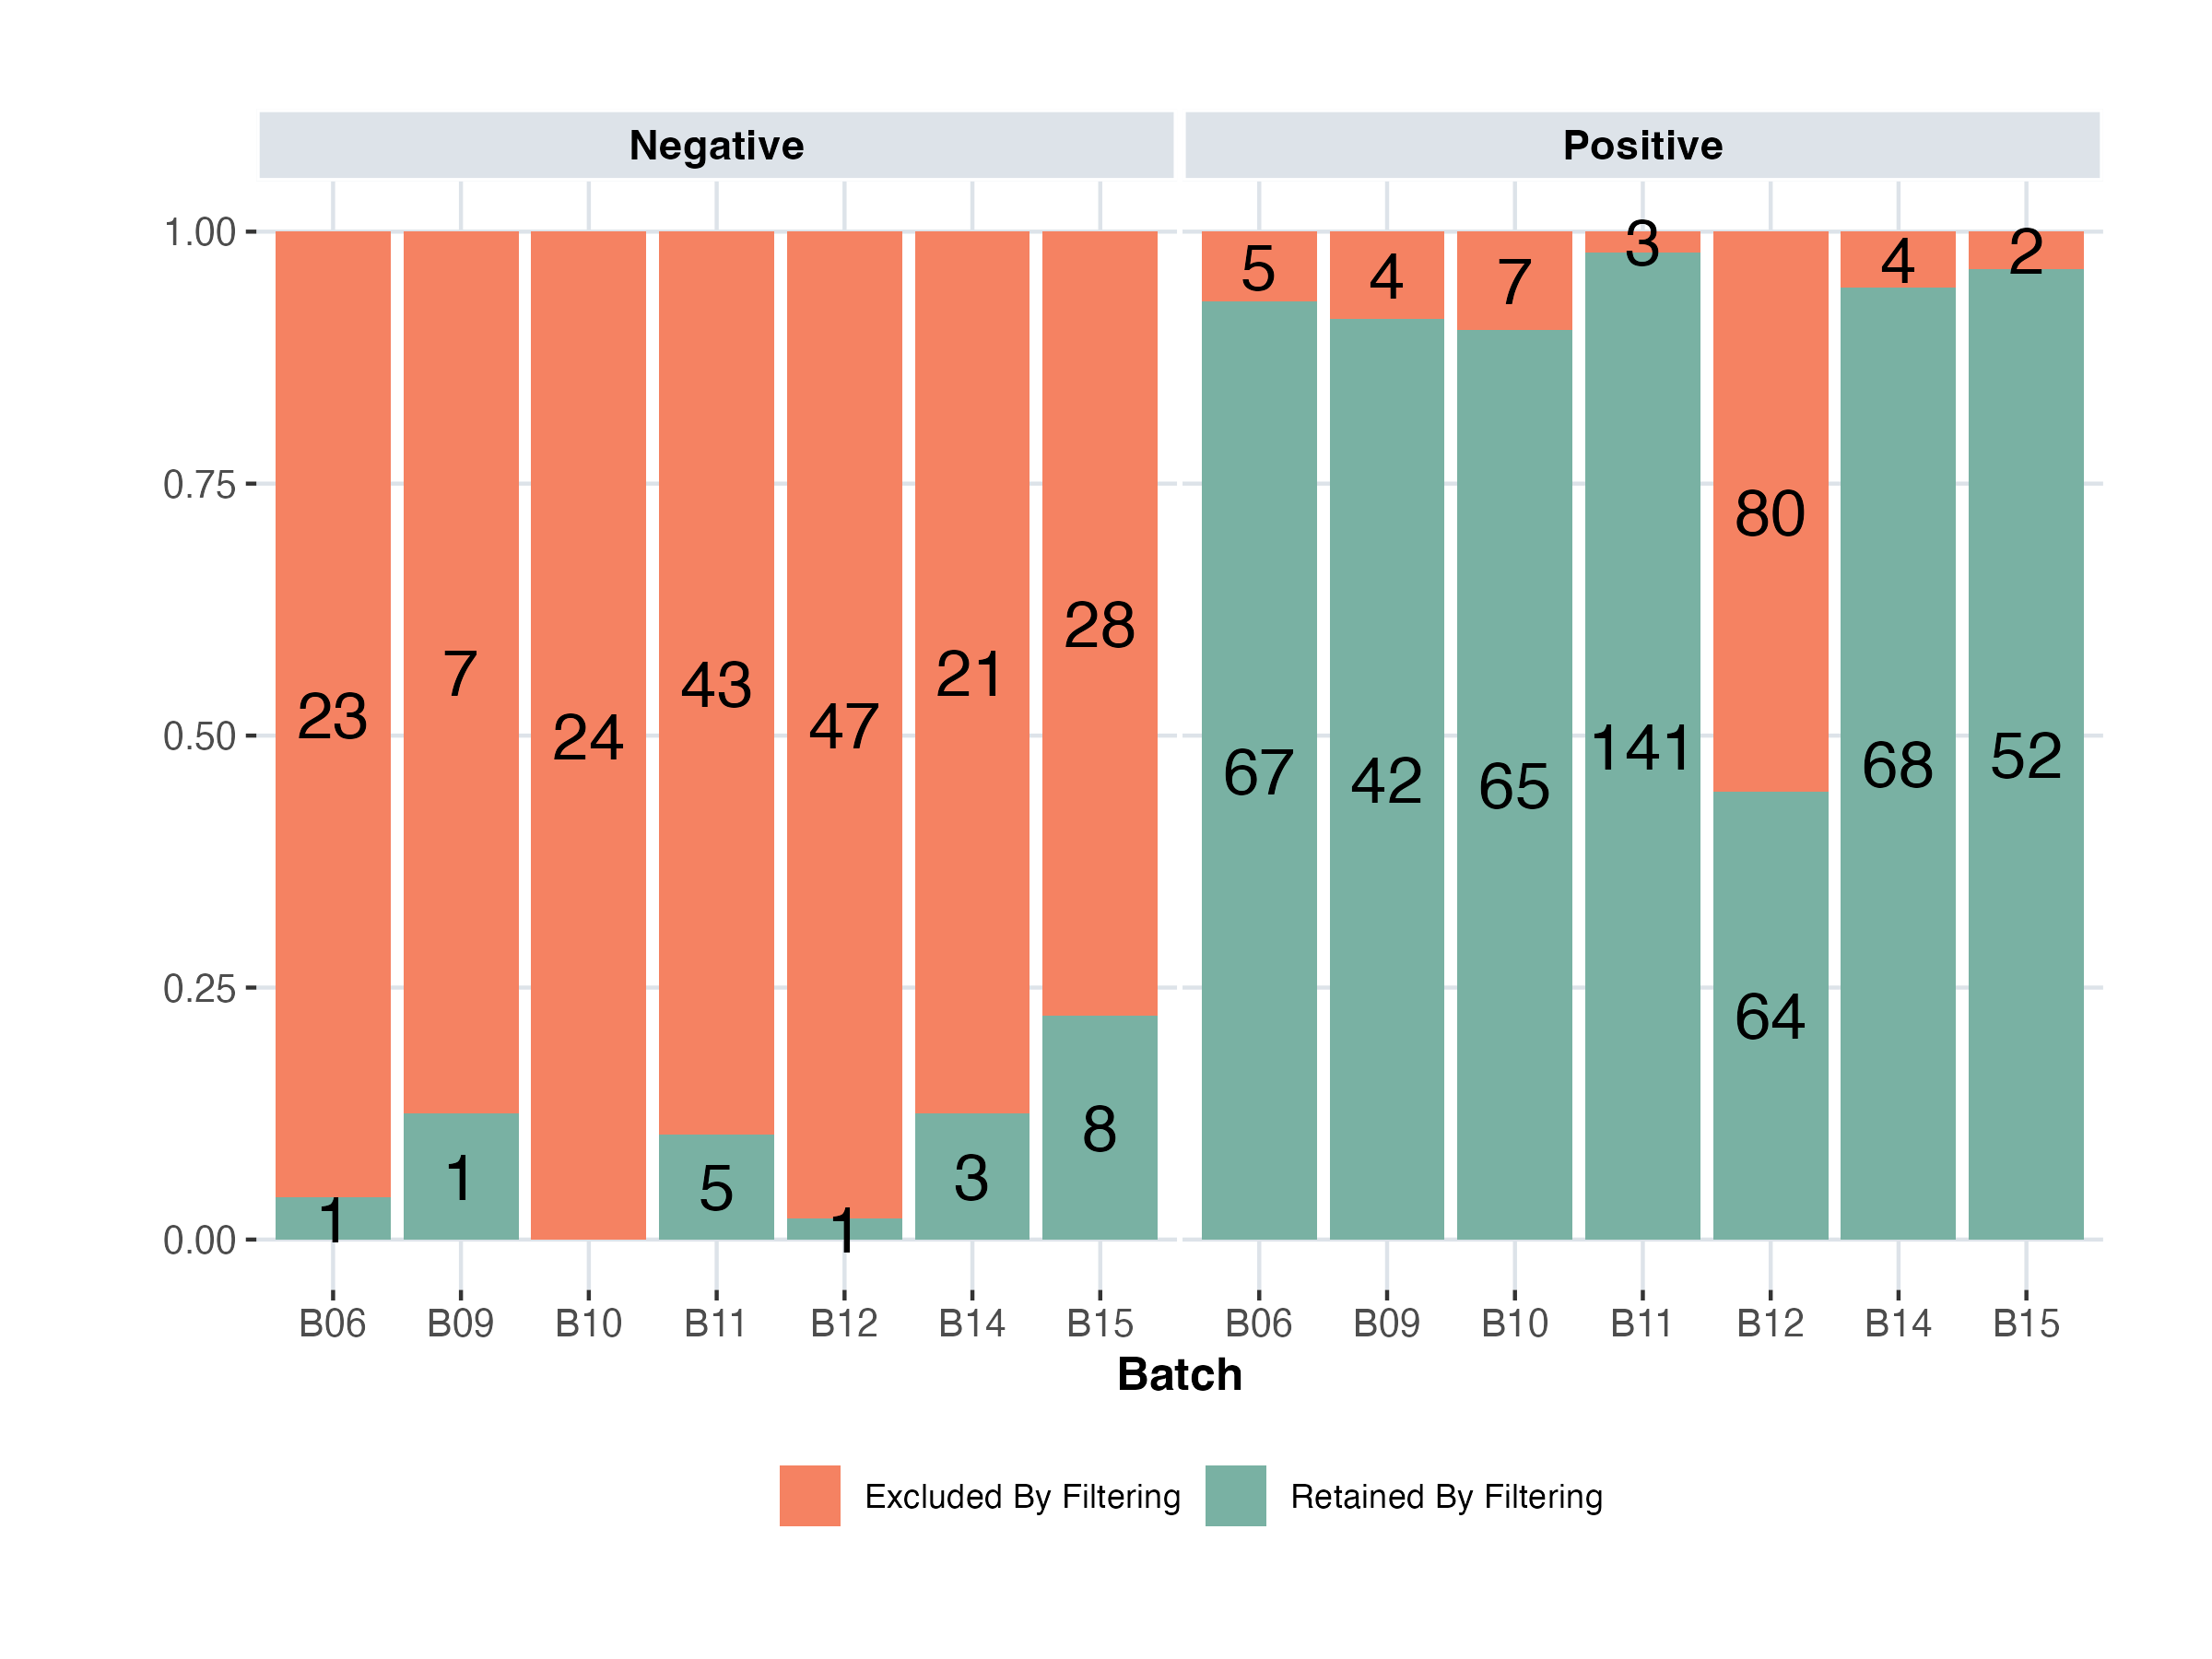 Negative Positive
1.00
0.75
0.50
0.25
0.00
23 7 24 43 47 21 28
1 1 5 1 3 8
5 4 7 3 80 4 2
67 42 65 141 64 68 52
B06 B09 B10 B11 B12 B14 B15 B06 B09 B10 B11 B12 B14 B15
Batch
Excluded By Filtering Retained By Filtering